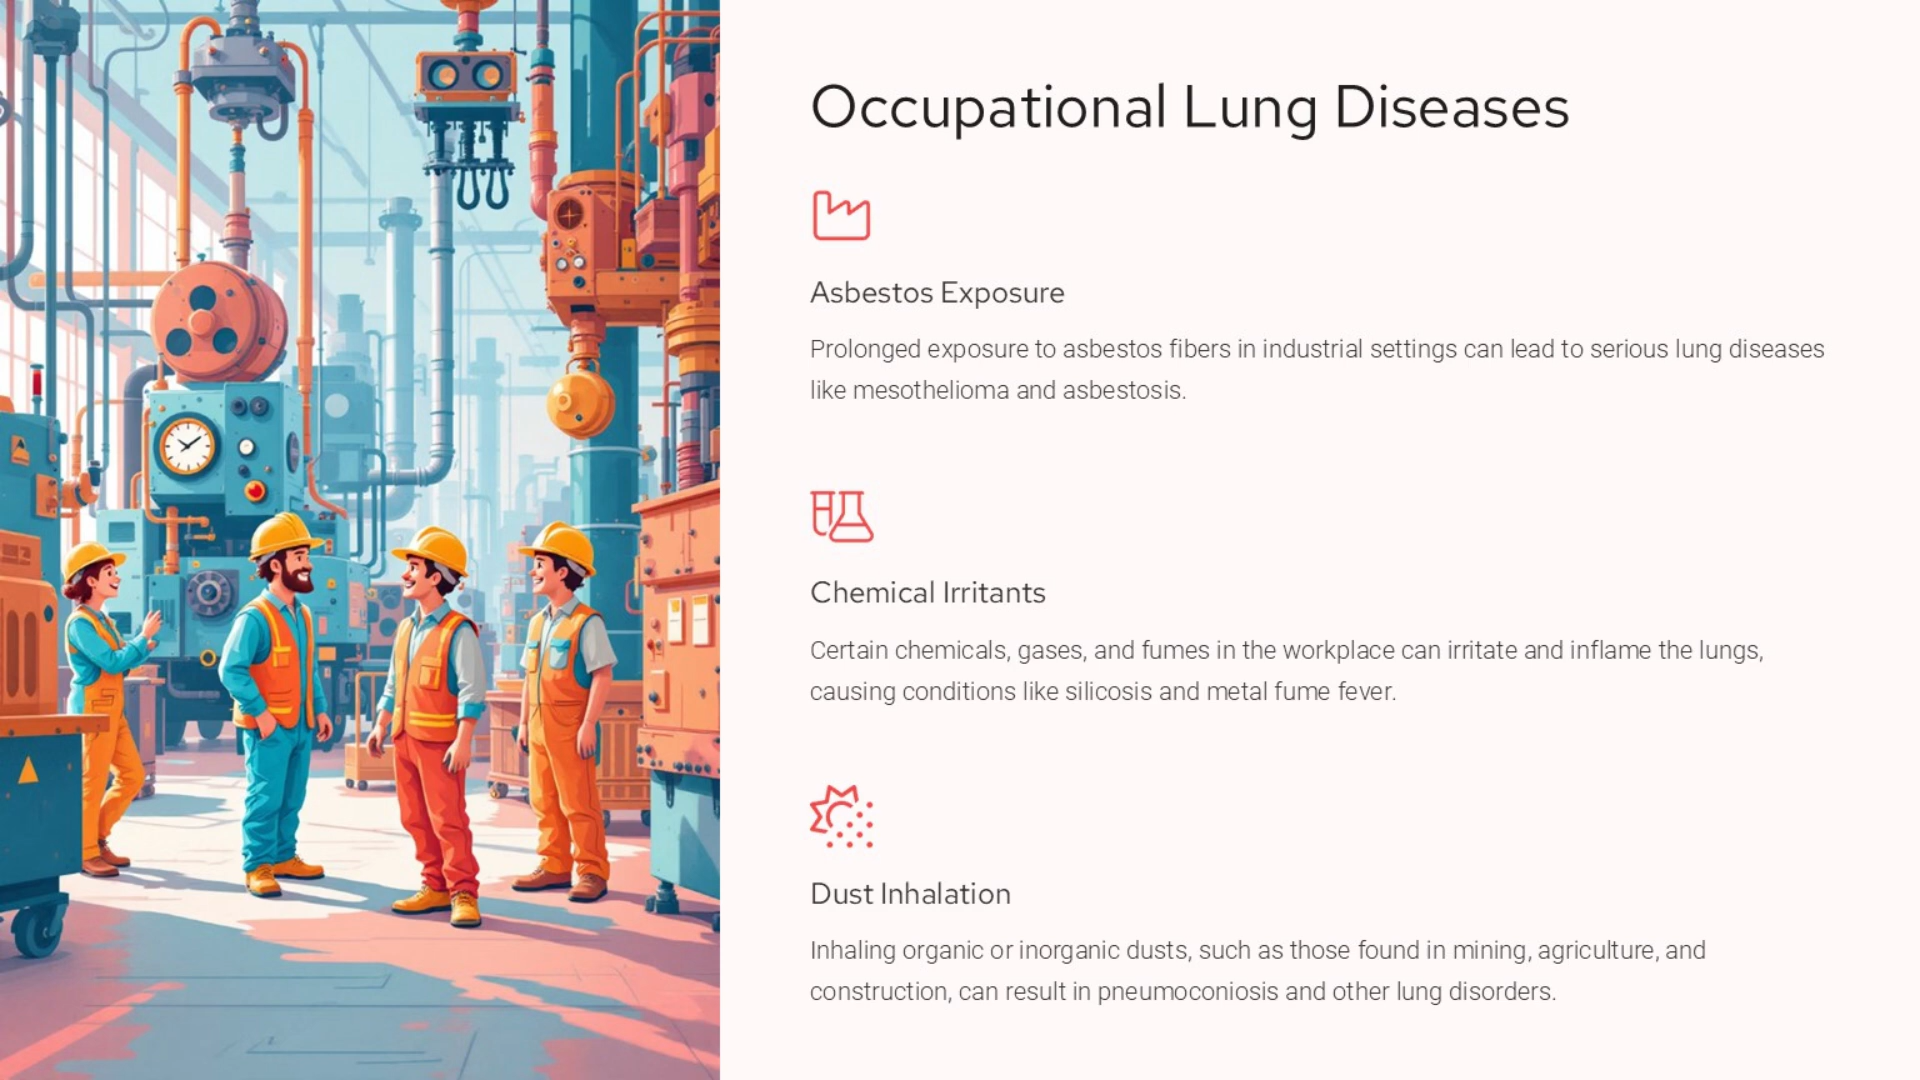 Occupational Lung Diseases
Asbestos Exposure
Prolonged exposure to asbestos fibers in industrial settings can lead to serious lung diseases
like mesothelioma and asbestosis.
Chemical Irritants
Certain chemicals, gases, and fumes in the workplace can irritate and inflame the lungs,
causing conditions like silicosis and metal fume fever.
Dust Inhalation
Inhaling organic or inorganic dusts, such as those found in mining, agriculture, and
construction, can result in pneumoconiosis and other lung disorders.